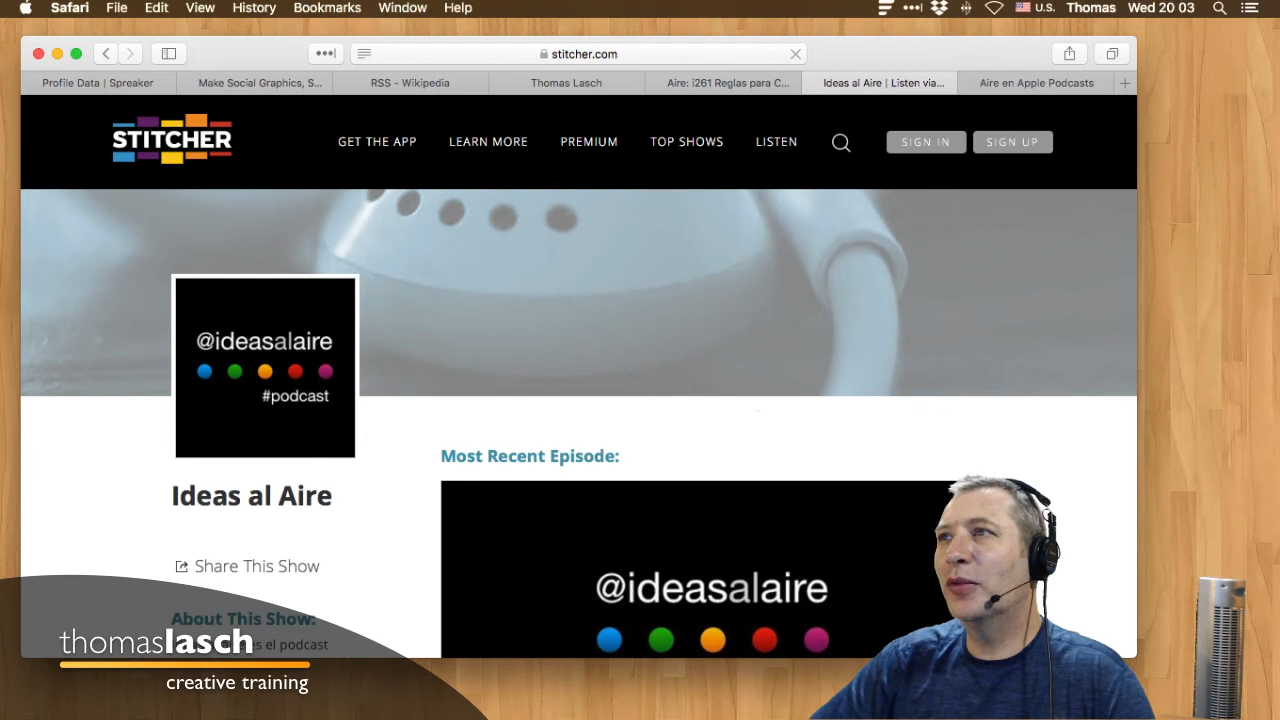 Safari File Edit View History Bookmarks Window Help U.S. Thomas Wed 20 03
stitcher.com
Profile Data | Spreaker Make Social Graphics, S... RSS - Wikipedia Thomas Lasch Aire: i261 Reglas para C... Ideas al Aire | Listen via... Aire en Apple Podcasts
STITCHER GET THE APP LEARN MORE PREMIUM TOP SHOWS LISTEN SIGN IN SIGN UP
@ideasalaire
#podcast
Most Recent Episode:
Ideas al Aire
@ideasalaire
Share This Show
About This Show:
es el podcast
thomaslasch
creative training